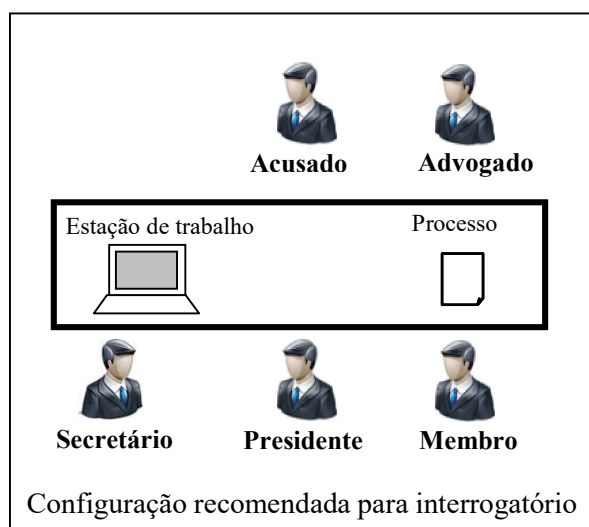 Acusado Advogado
Estação de trabalho Processo
Secretário Presidente Membro
Configuração recomendada para interrogatório